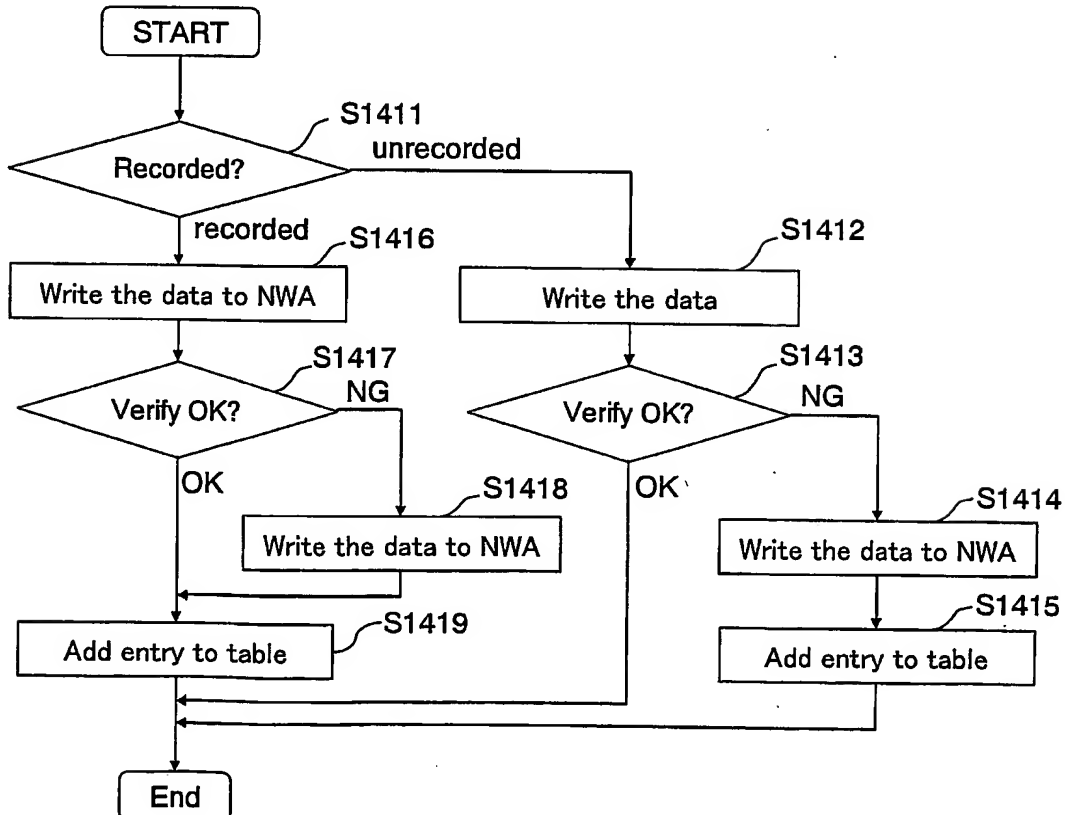 START
S1411
Recorded?
unrecorded
recorded
S1416
S1412
Write the data to NWA
Write the data
S1417
S1413
Verify OK?
NG
Verify OK?
NG
OK
OK
S1418
S1414
Write the data to NWA
Write the data to NWA
S1419
S1415
Add entry to table
Add entry to table
End